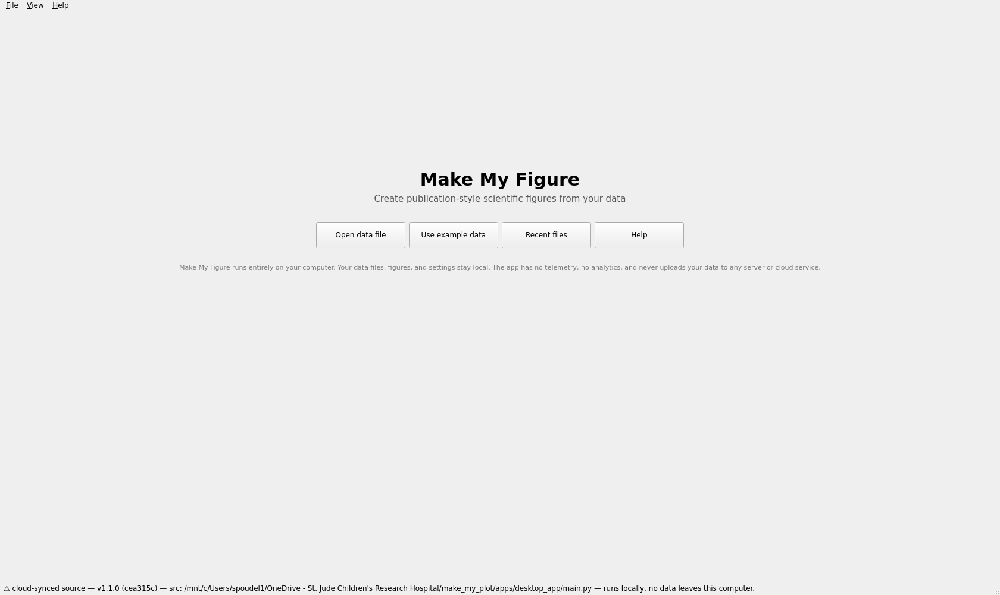 File View Help
Make My Figure
Create publication-style scientific figures from your data
Open data file Use example data Recent files Help
Make My Figure runs entirely on your computer. Your data files, figures, and settings stay local. The app has no telemetry, no analytics, and never uploads your data to any server or cloud service.
⚠ cloud-synced source — v1.1.0 (cea315c) — src: /mnt/c/Users/spoudel1/OneDrive - St. Jude Children's Research Hospital/make_my_plot/apps/desktop_app/main.py — runs locally, no data leaves this computer.